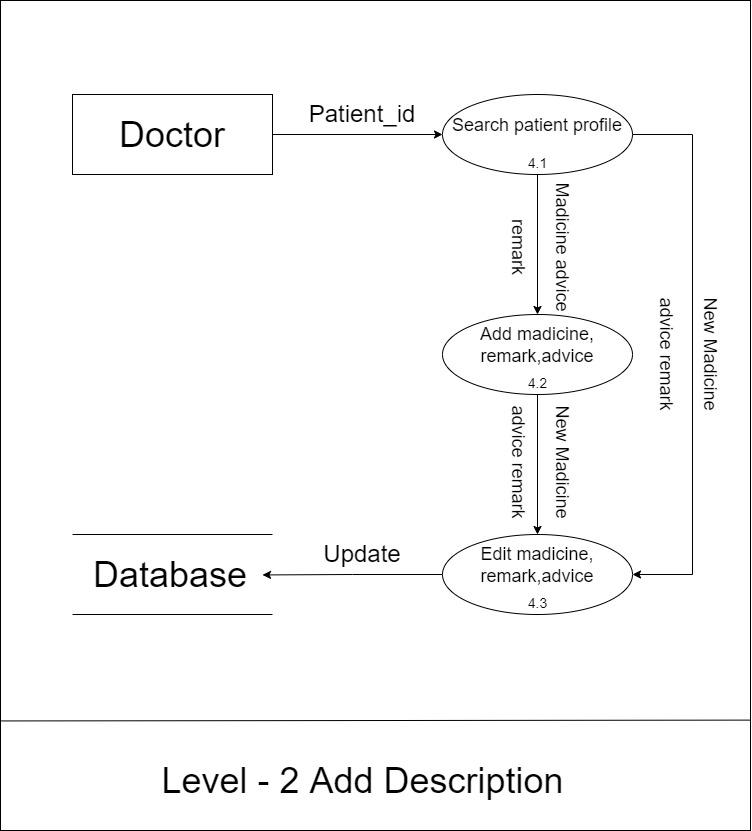 Doctor
Patient_id
Search patient profile
4.1
Madicine advice
remark
Add madicine,
remark,advice
4.2
New Madicine
advice remark
New Madicine
advice remark
Database
Update
Edit madicine,
remark,advice
4.3
Level - 2 Add Description